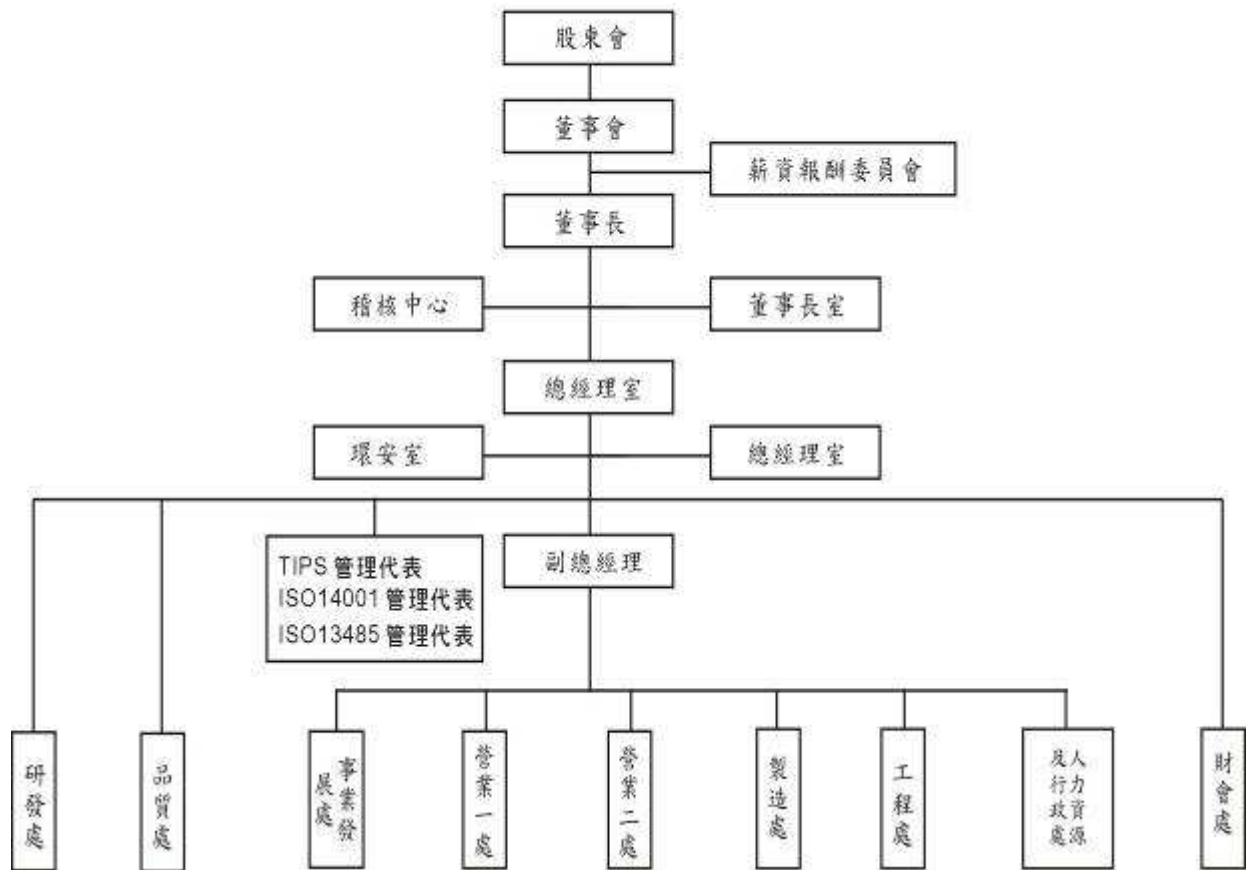 股東會
董事會
薪資報酬委員會
董事長
稽核中心
董事長室
總經理室
環安室
總經理室
TIPS 管理代表
ISO14001 管理代表
ISO13485 管理代表
副總經理
研發處
品質處
事業發
展處
營業一處
營業二處
製造處
工程處
人力資源
及行政處
財會處